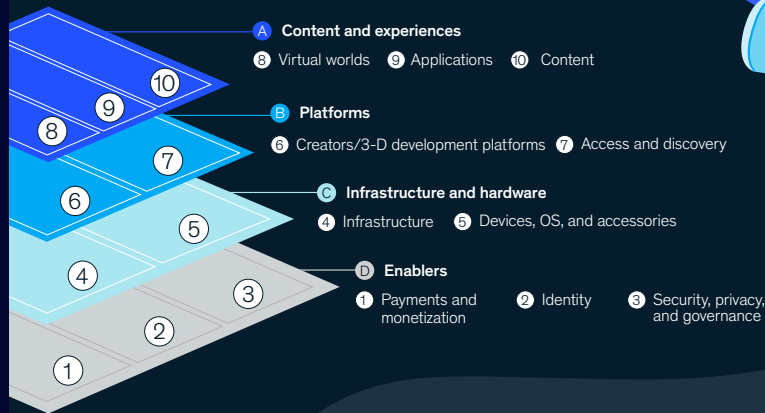 A Content and experiences
8 Virtual worlds 9 Applications 10 Content
B Platforms
6 Creators/3-D development platforms 7 Access and discovery
C Infrastructure and hardware
4 Infrastructure 5 Devices, OS, and accessories
D Enablers
1 Payments and
monetization
2 Identity
3 Security, privacy,
and governance
10
9
8
7
6
5
4
3
2
1